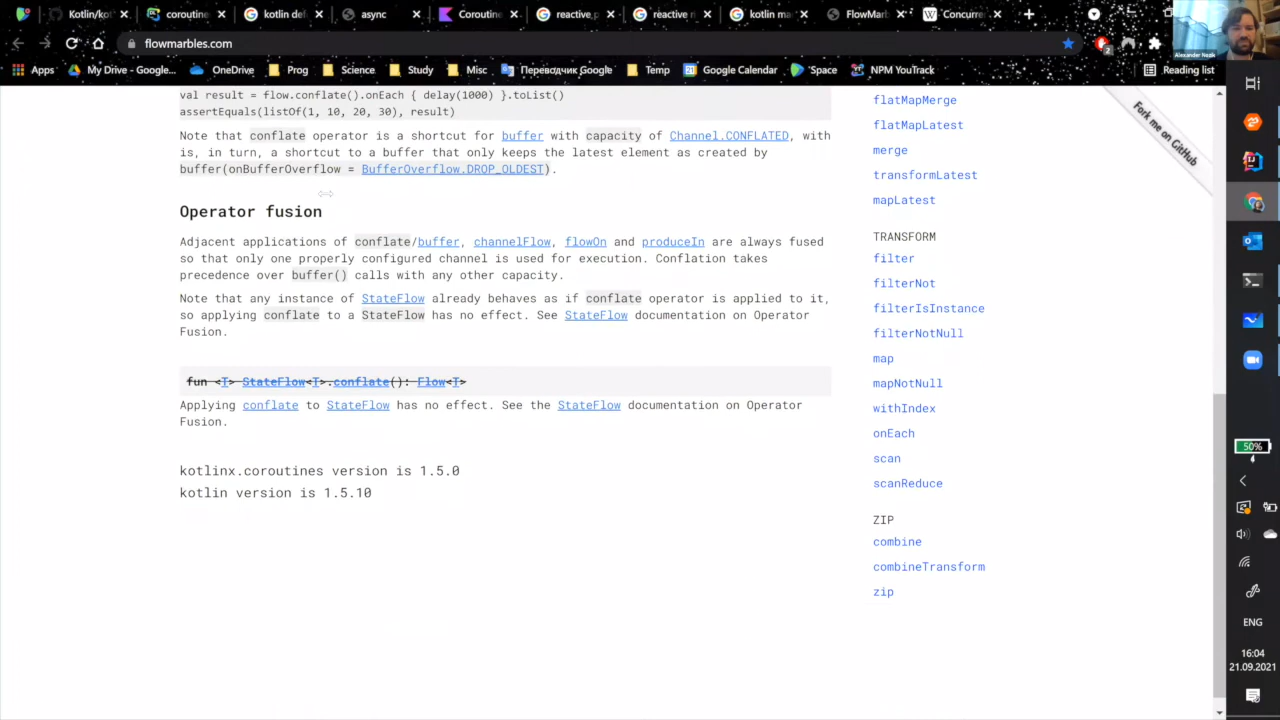 Kotlin/ko
coroutine
kotlin def
async
Coroutin
reactive p
reactive n
kotlin ma
FlowMarb
Concurre
flowmarbles.com
2
Alexander Nozik
Apps
My Drive - Google...
OneDrive
Prog
Science
Study
Misc
Переводчик Google
Temp
Google Calendar
Space
NPM YouTrack
Reading list
val result = flow.conflate().onEach { delay(1000) }.toList()
assertEquals(listOf(1, 10, 20, 30), result)
Note that conflate operator is a shortcut for buffer with capacity of Channel.CONFLATED, with
is, in turn, a shortcut to a buffer that only keeps the latest element as created by
buffer(onBufferOverflow = BufferOverflow.DROP_OLDEST).
Operator fusion
Adjacent applications of conflate/buffer, channelFlow, flowOn and produceIn are always fused
so that only one properly configured channel is used for execution. Conflation takes
precedence over buffer() calls with any other capacity.
Note that any instance of StateFlow already behaves as if conflate operator is applied to it,
so applying conflate to a StateFlow has no effect. See StateFlow documentation on Operator
Fusion.
fun <T> StateFlow<T>.conflate(): Flow<T>
Applying conflate to StateFlow has no effect. See the StateFlow documentation on Operator
Fusion.
kotlinx.coroutines version is 1.5.0
kotlin version is 1.5.10
flatMapMerge
flatMapLatest
merge
transformLatest
mapLatest
TRANSFORM
filter
filterNot
filterIsInstance
filterNotNull
map
mapNotNull
withIndex
onEach
scan
scanReduce
ZIP
combine
combineTransform
zip
Fork me on GitHub
50%
ENG
16:04
21.09.2021